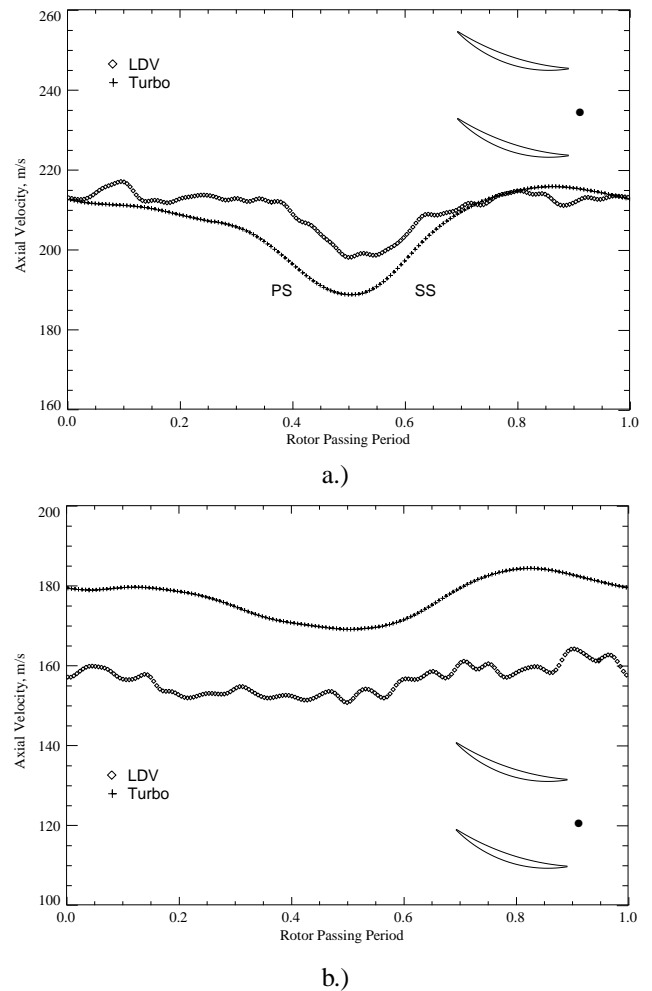 260
240
220
200
180
160
Axial Velocity, m/s
LDV
Turbo
PS
SS
0.0 0.2 0.4 0.6 0.8 1.0
Rotor Passing Period
a.)
200
180
160
140
120
100
Axial Velocity, m/s
LDV
Turbo
0.0 0.2 0.4 0.6 0.8 1.0
Rotor Passing Period
b.)